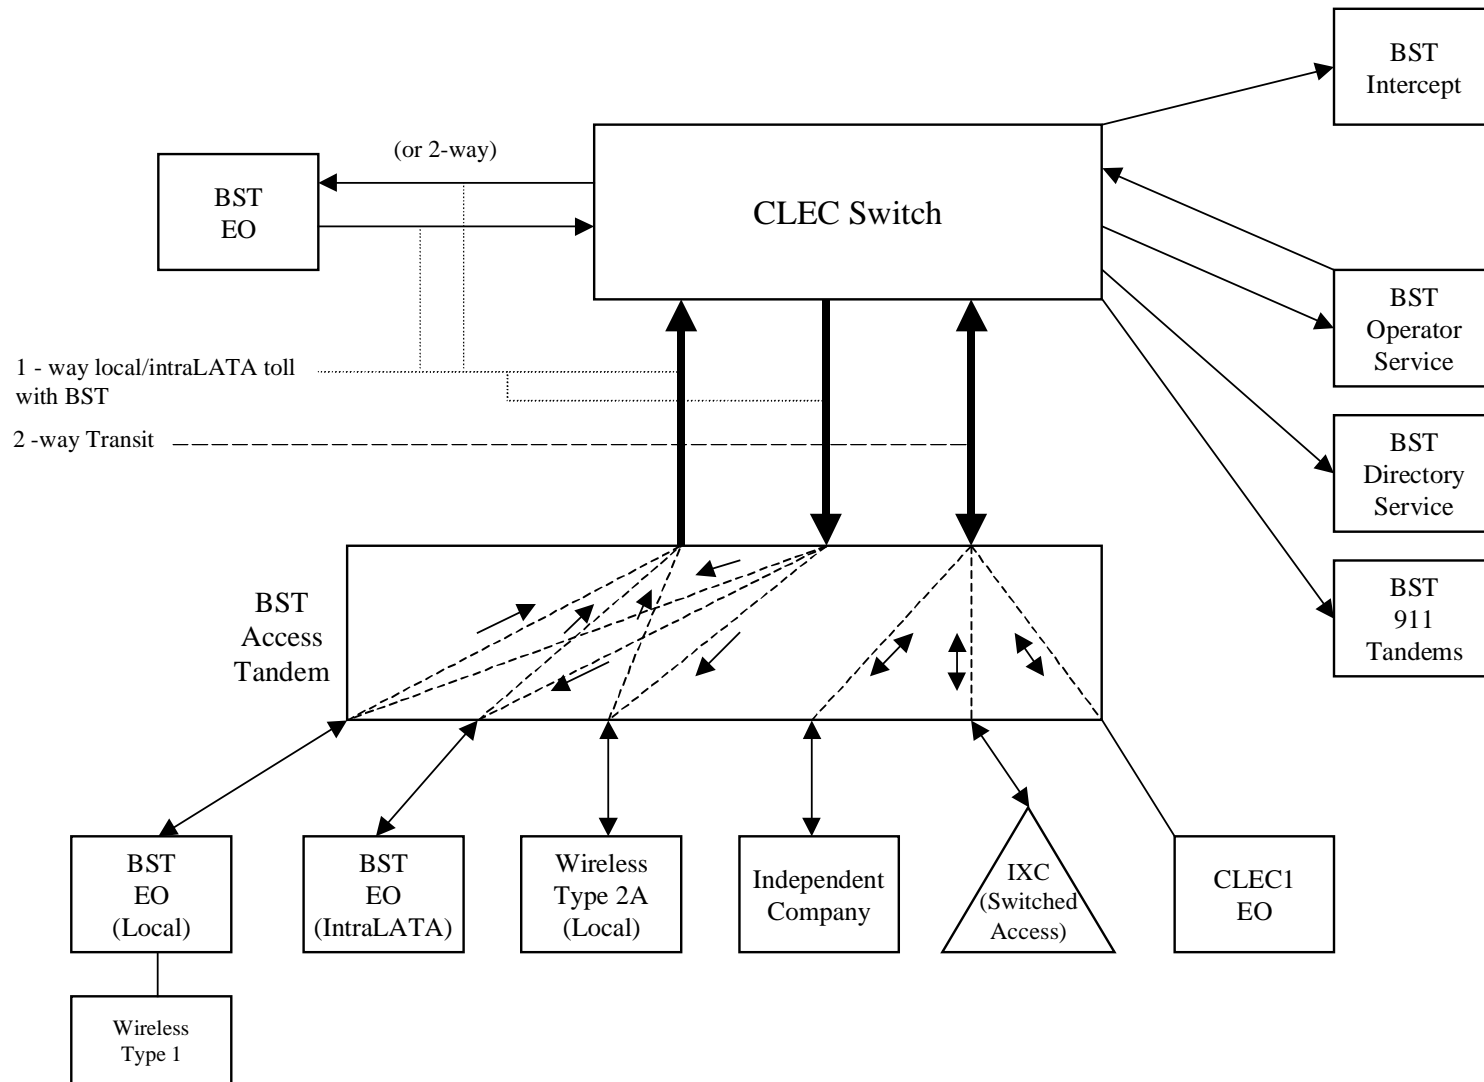 BST
Intercept
(or 2-way)
BST
EO
CLEC Switch
BST
Operator
Service
1 - way local/intraLATA toll
with BST
2 -way Transit
BST
Directory
Service
BST
911
Tandems
BST
Access
Tandem
BST
EO
(Local)
BST
EO
(IntraLATA)
Wireless
Type 2A
(Local)
Independent
Company
IXC
(Switched
Access)
CLEC1
EO
Wireless
Type 1